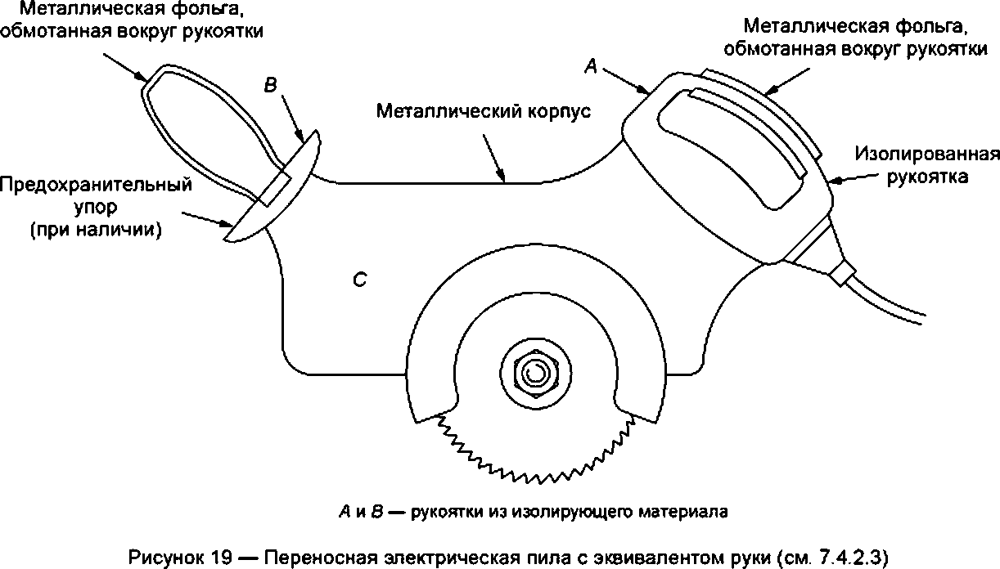 Металлическая фольга,
обмотанная вокруг рукоятки
B
Металлический корпус
A
Металлическая фольга,
обмотанная вокруг рукоятки
Изолированная
рукоятка
Предохранительный
упор
(при наличии)
C
A и B — рукоятки из изолирующего материала
Рисунок 19 — Переносная электрическая пила с эквивалентом руки (см. 7.4.2.3)